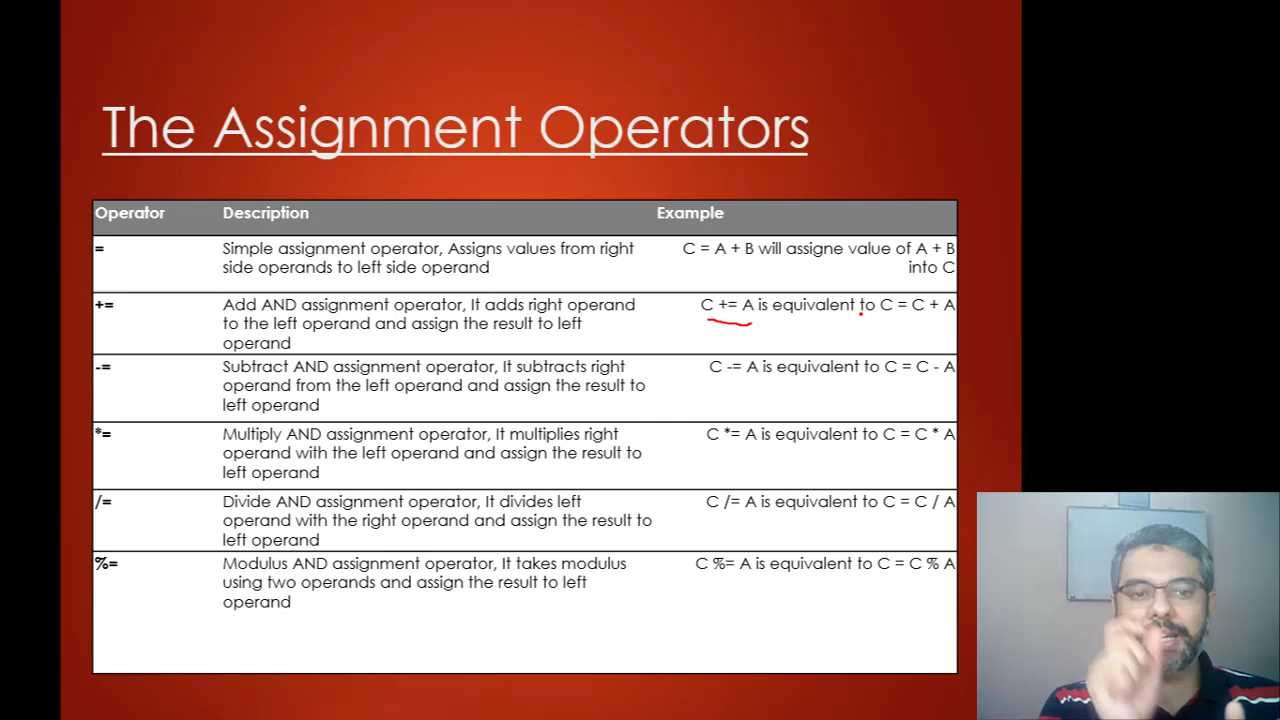 The Assignment Operators
Operator Description Example
= Simple assignment operator, Assigns values from right C = A + B will assigne value of A + B
side operands to left side operand into C
+= Add AND assignment operator, It adds right operand C += A is equivalent to C = C + A
to the left operand and assign the result to left
operand
-= Subtract AND assignment operator, It subtracts right C -= A is equivalent to C = C - A
operand from the left operand and assign the result to
left operand
*= Multiply AND assignment operator, It multiplies right C *= A is equivalent to C = C * A
operand with the left operand and assign the result to
left operand
/= Divide AND assignment operator, It divides left C /= A is equivalent to C = C / A
operand with the right operand and assign the result to
left operand
%= Modulus AND assignment operator, It takes modulus C %= A is equivalent to C = C % A
using two operands and assign the result to left
operand